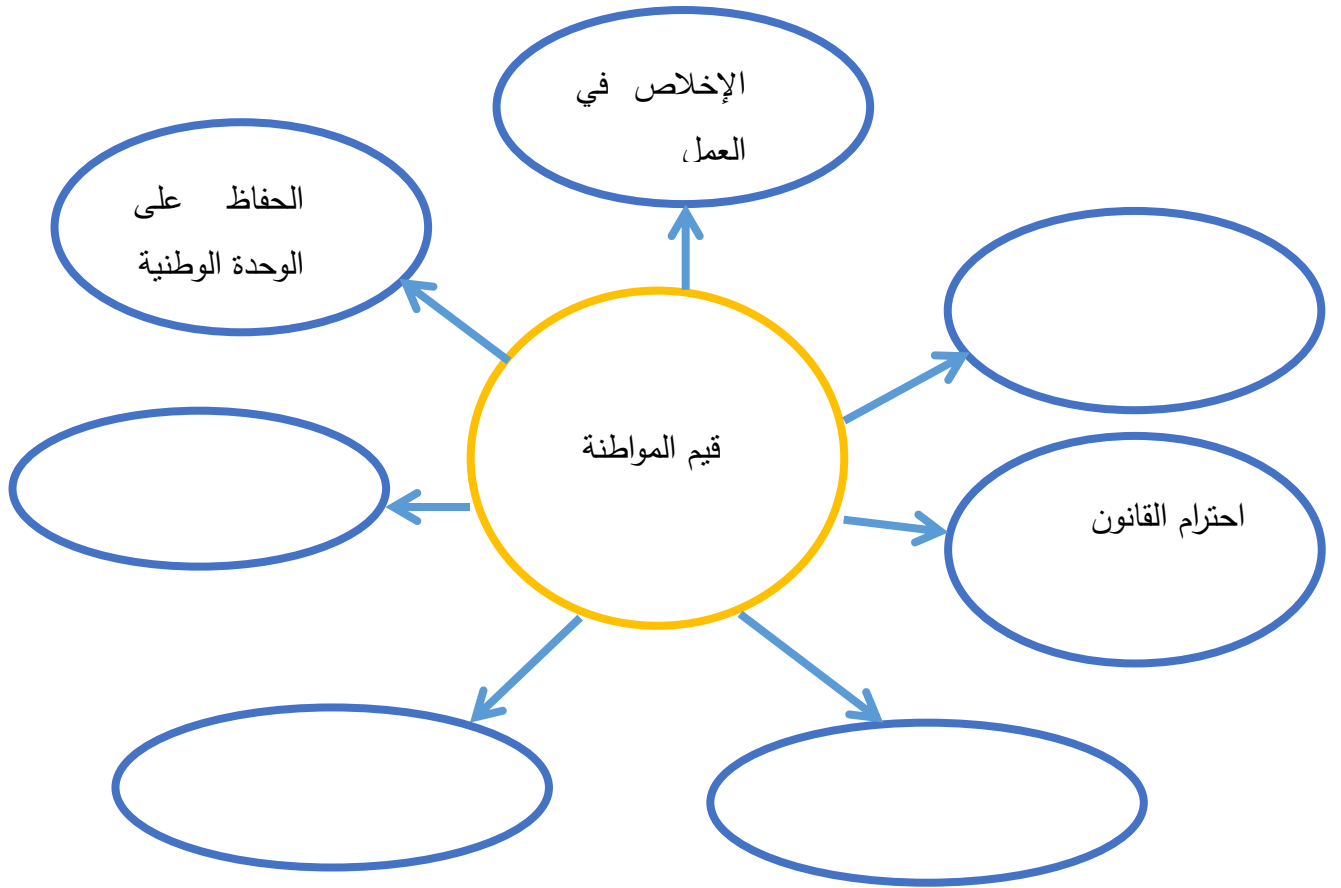 الإخلاص في
العمل
الحفاظ على
الوحدة الوطنية
قيم المواطنة
احترام القانون